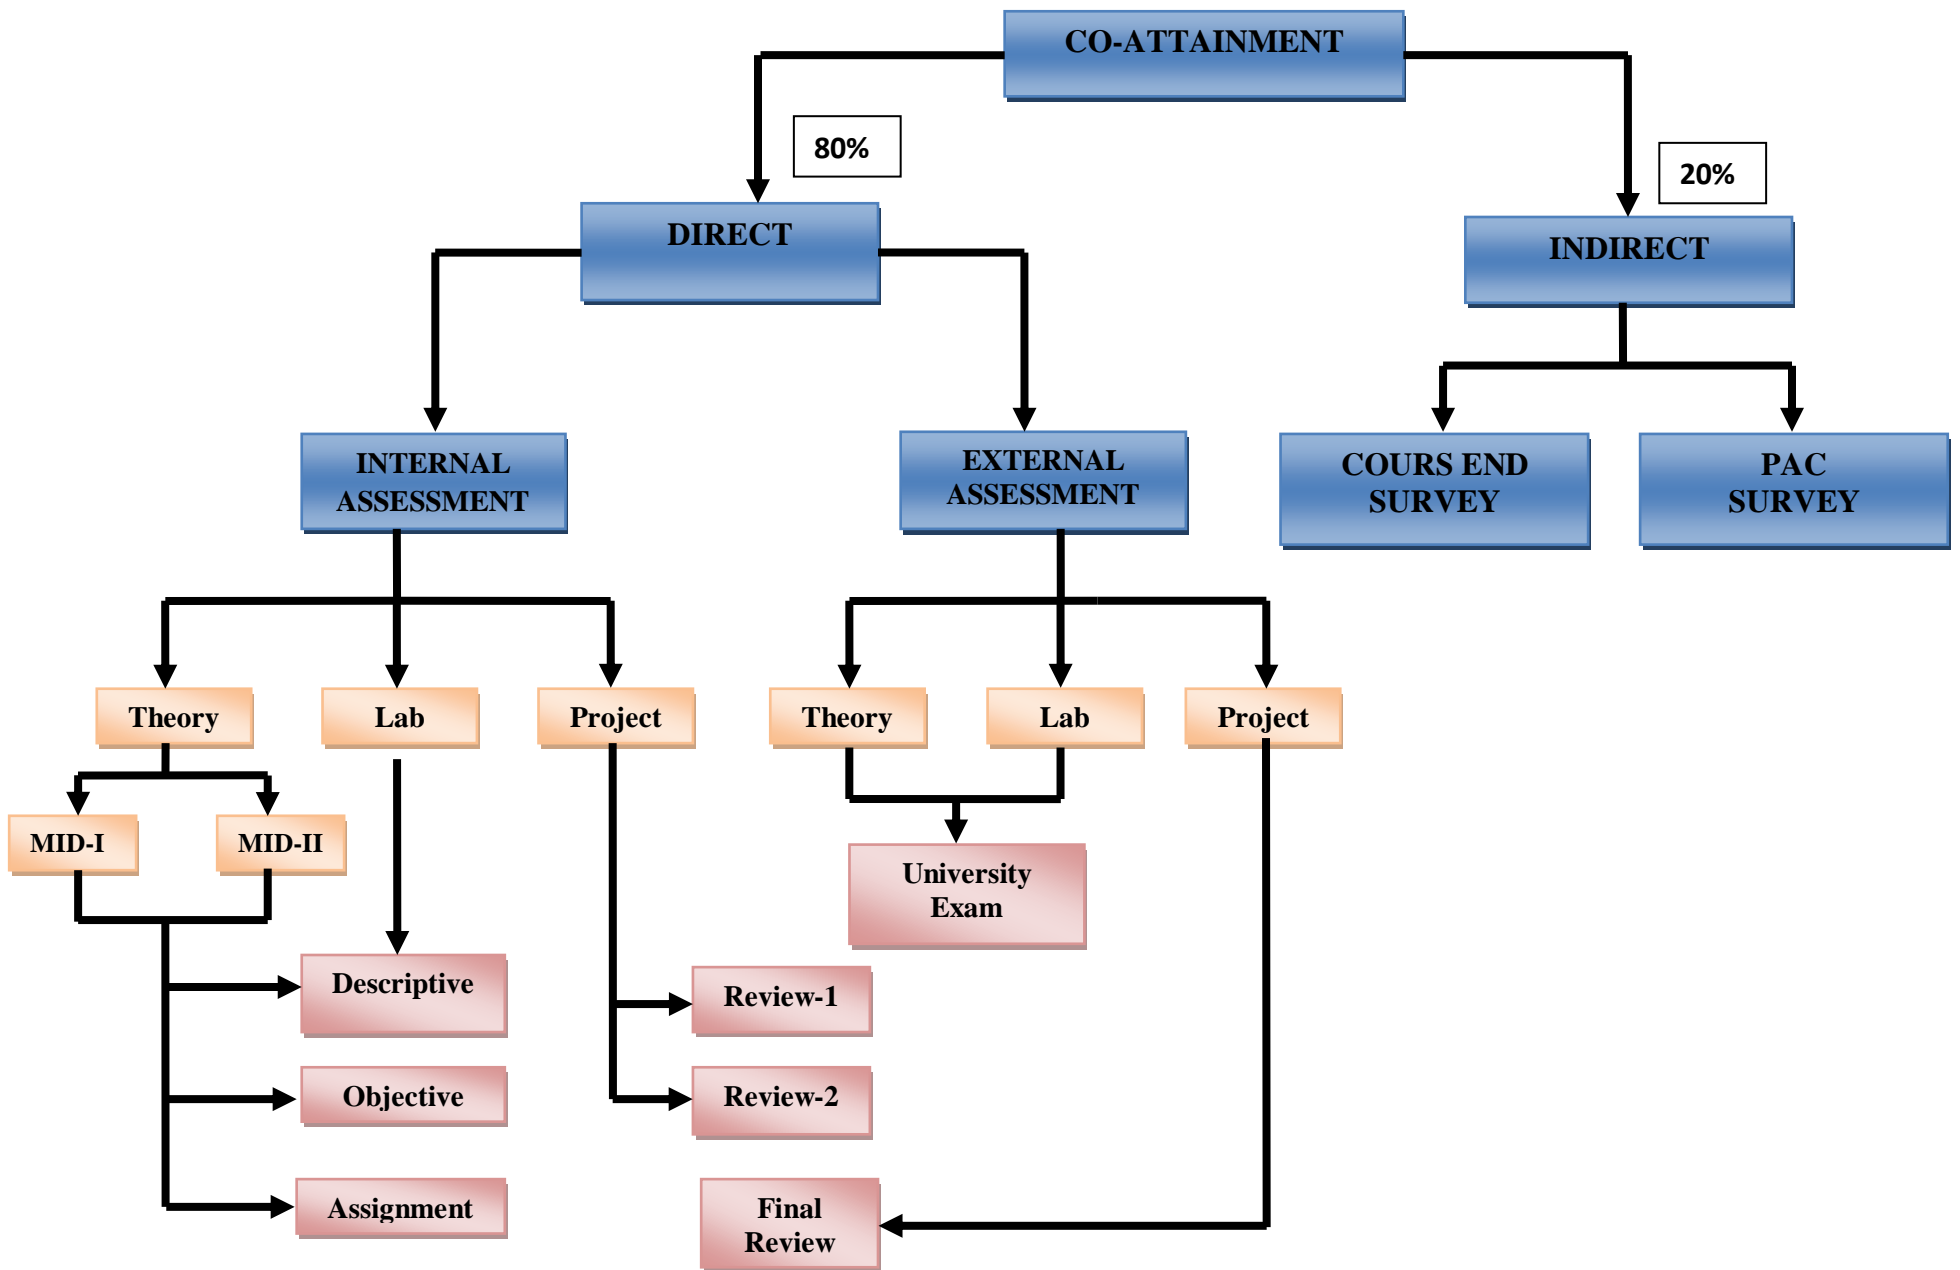 CO-ATTAINMENT
80%
20%
DIRECT
INDIRECT
INTERNAL
ASSESSMENT
EXTERNAL
ASSESSMENT
COURS END
SURVEY
PAC
SURVEY
Theory
Lab
Project
Theory
Lab
Project
MID-I
MID-II
University
Exam
Descriptive
Review-1
Objective
Review-2
Assignment
Final
Review